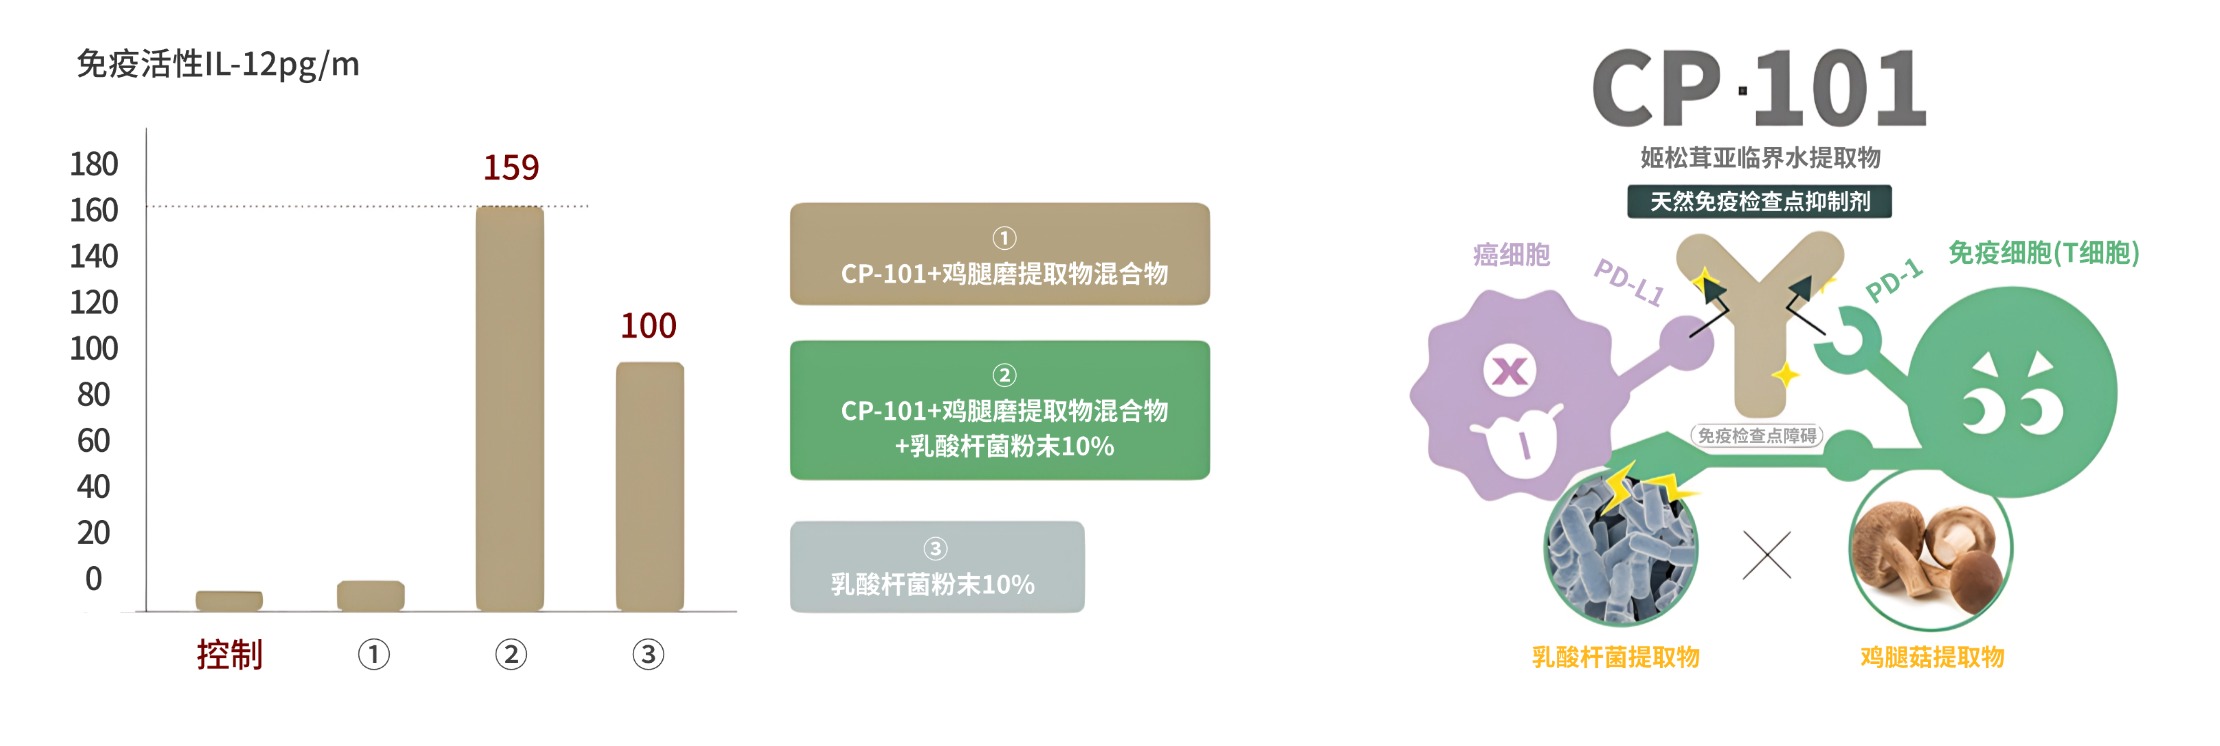 免疫活性IL-12pg/m
180
160
140
120
100
80
60
40
20
0
159
100
控制
①
②
③
①
CP-101+鸡腿磨提取物混合物
②
CP-101+鸡腿磨提取物混合物
+乳酸杆菌粉末10%
③
乳酸杆菌粉末10%
CP·101
姬松茸亚临界水提取物
天然免疫检查点抑制剂
癌细胞
PD-L1
PD-1
免疫细胞(T细胞)
免疫检查点障碍
乳酸杆菌提取物
鸡腿菇提取物